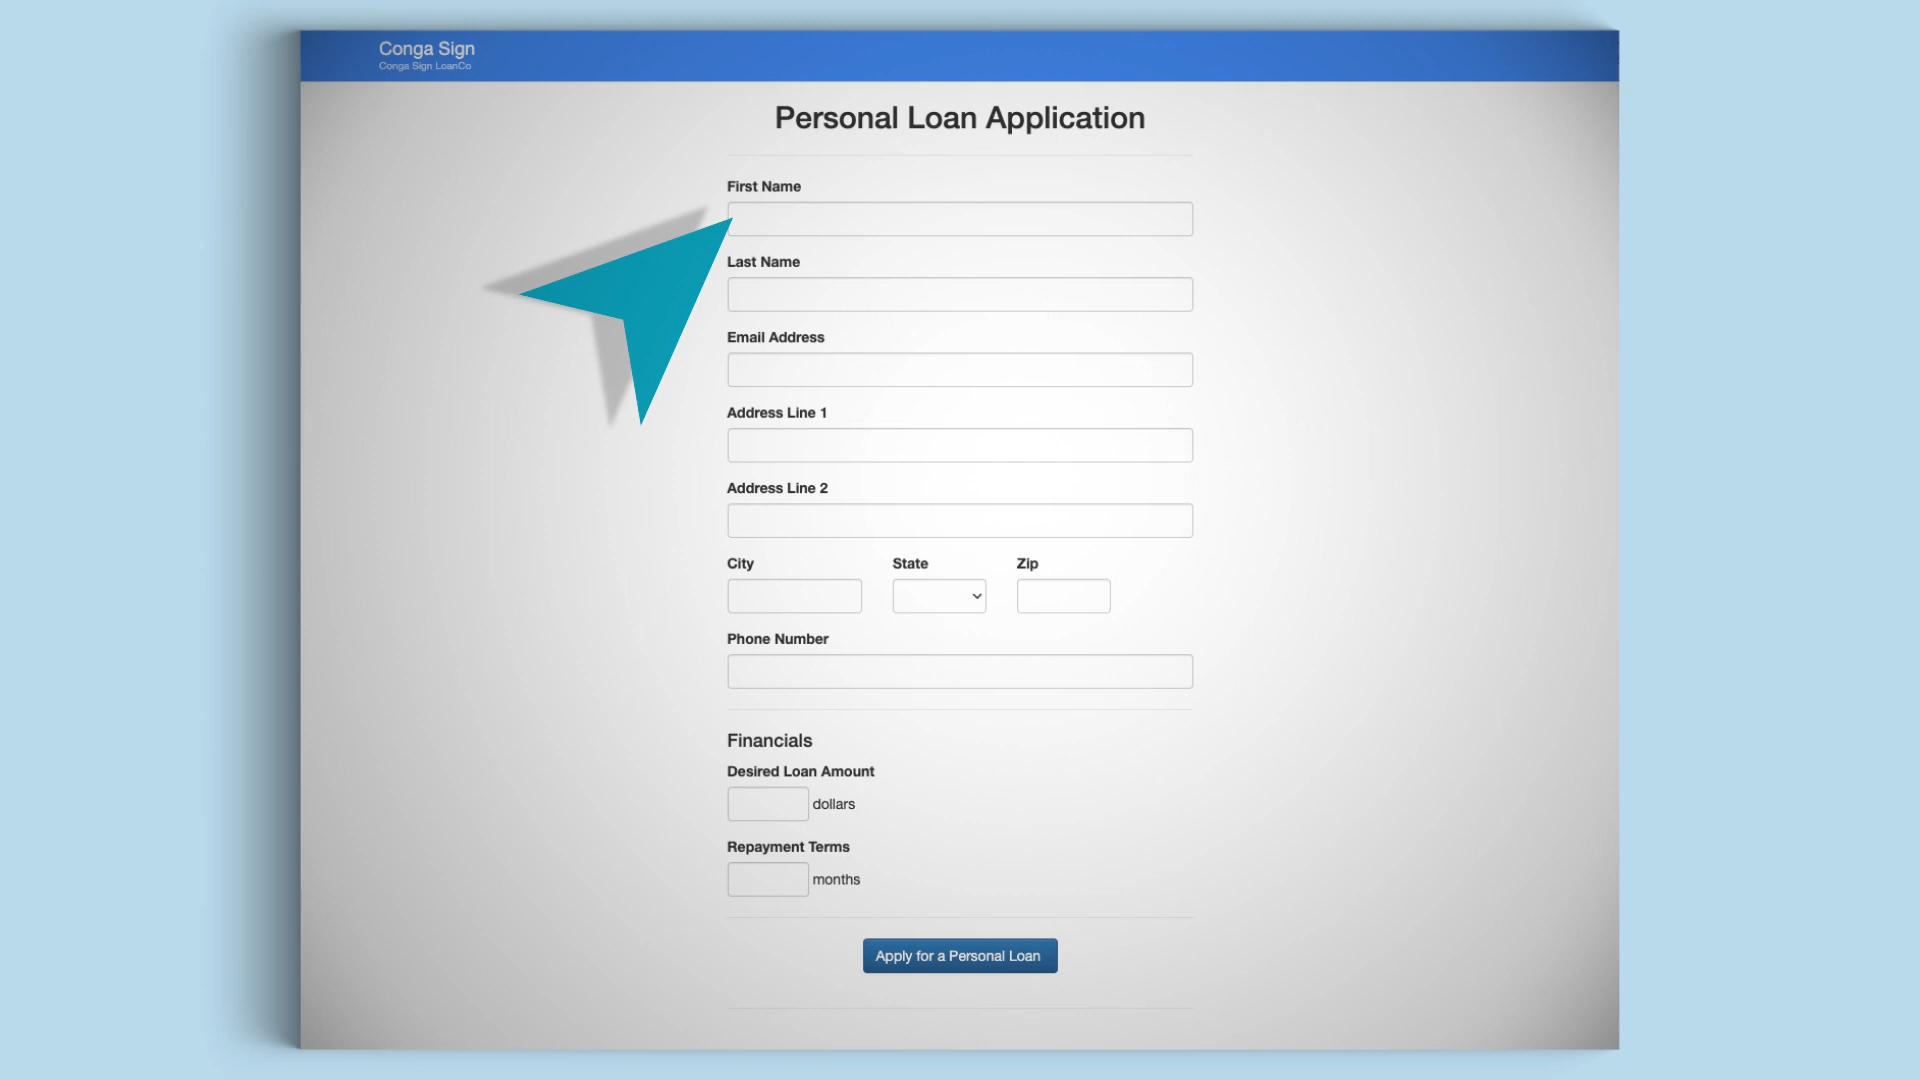 Conga Sign
Conga Sign LoanCo
Personal Loan Application
First Name
Last Name
Email Address
Address Line 1
Address Line 2
City State Zip
Phone Number
Financials
Desired Loan Amount
dollars
Repayment Terms
months
Apply for a Personal Loan